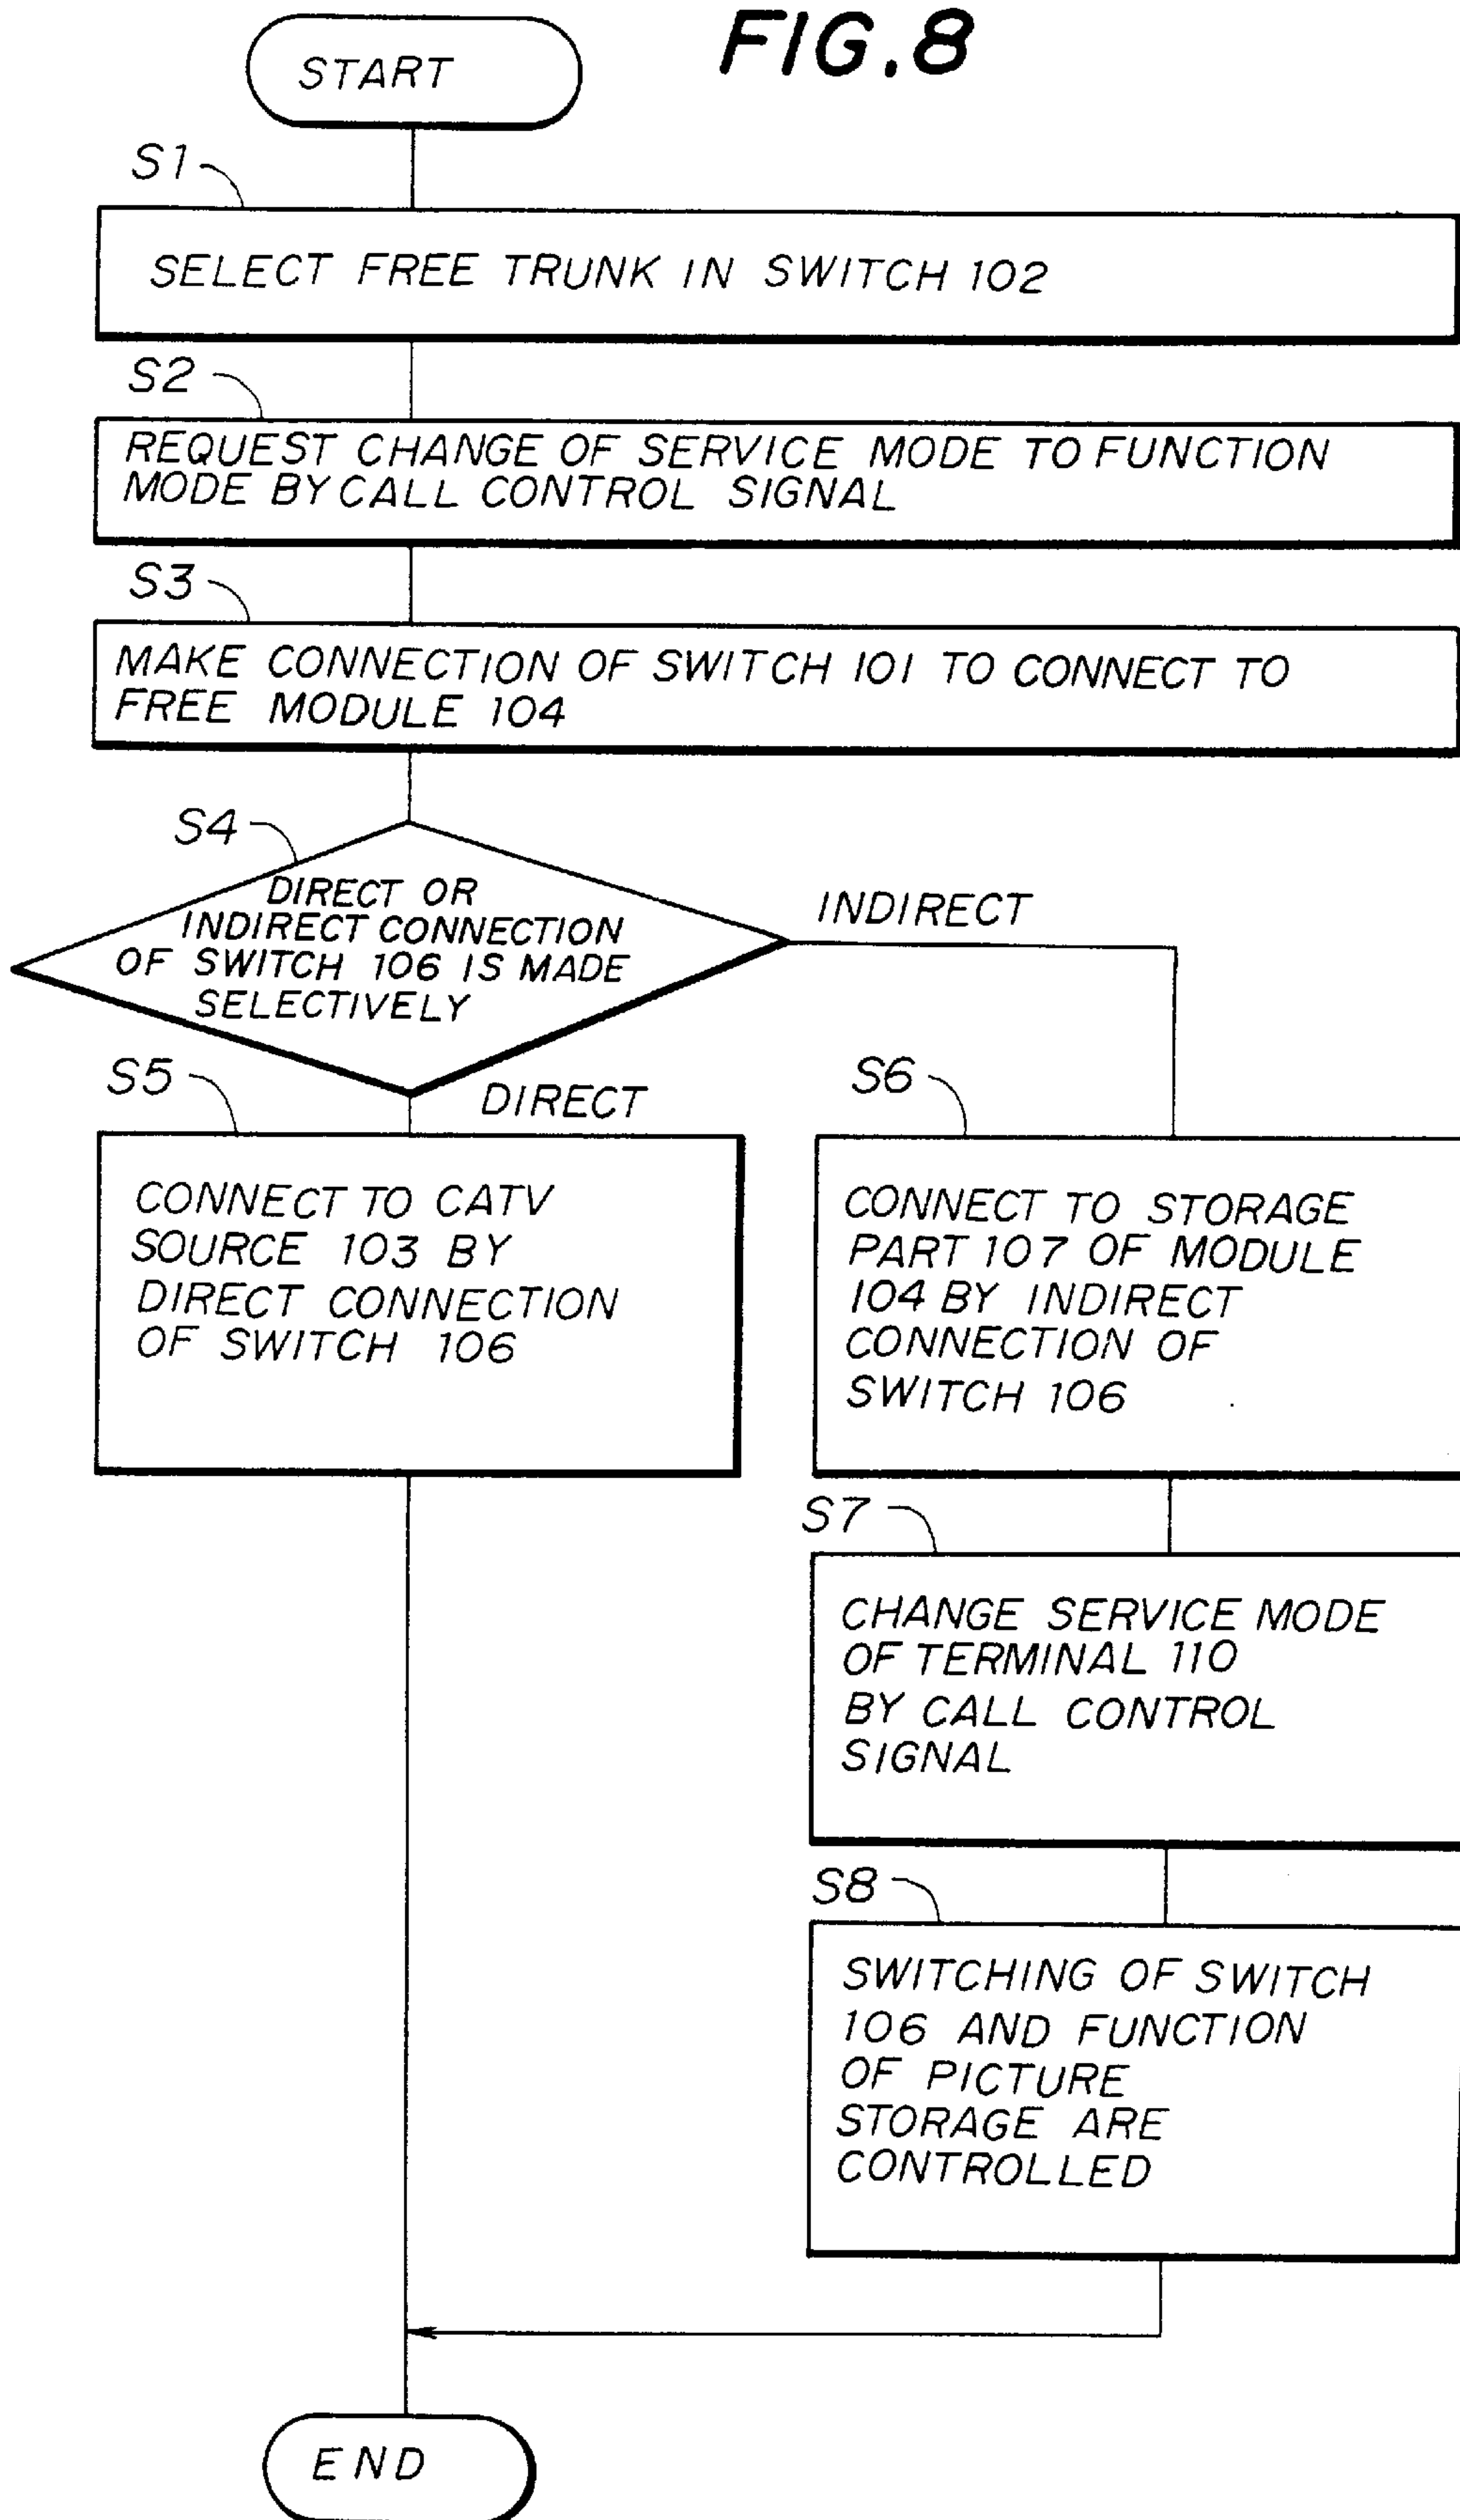 FIG.8
START
S1
SELECT FREE TRUNK IN SWITCH 102
S2
REQUEST CHANGE OF SERVICE MODE TO FUNCTION
MODE BY CALL CONTROL SIGNAL
S3
MAKE CONNECTION OF SWITCH 101 TO CONNECT TO
FREE MODULE 104
S4
DIRECT OR
INDIRECT CONNECTION
OF SWITCH 106 IS MADE
SELECTIVELY
INDIRECT
DIRECT
S5
CONNECT TO CATV
SOURCE 103 BY
DIRECT CONNECTION
OF SWITCH 106
S6
CONNECT TO STORAGE
PART 107 OF MODULE
104 BY INDIRECT
CONNECTION OF
SWITCH 106
S7
CHANGE SERVICE MODE
OF TERMINAL 110
BY CALL CONTROL
SIGNAL
S8
SWITCHING OF SWITCH
106 AND FUNCTION
OF PICTURE
STORAGE ARE
CONTROLLED
END